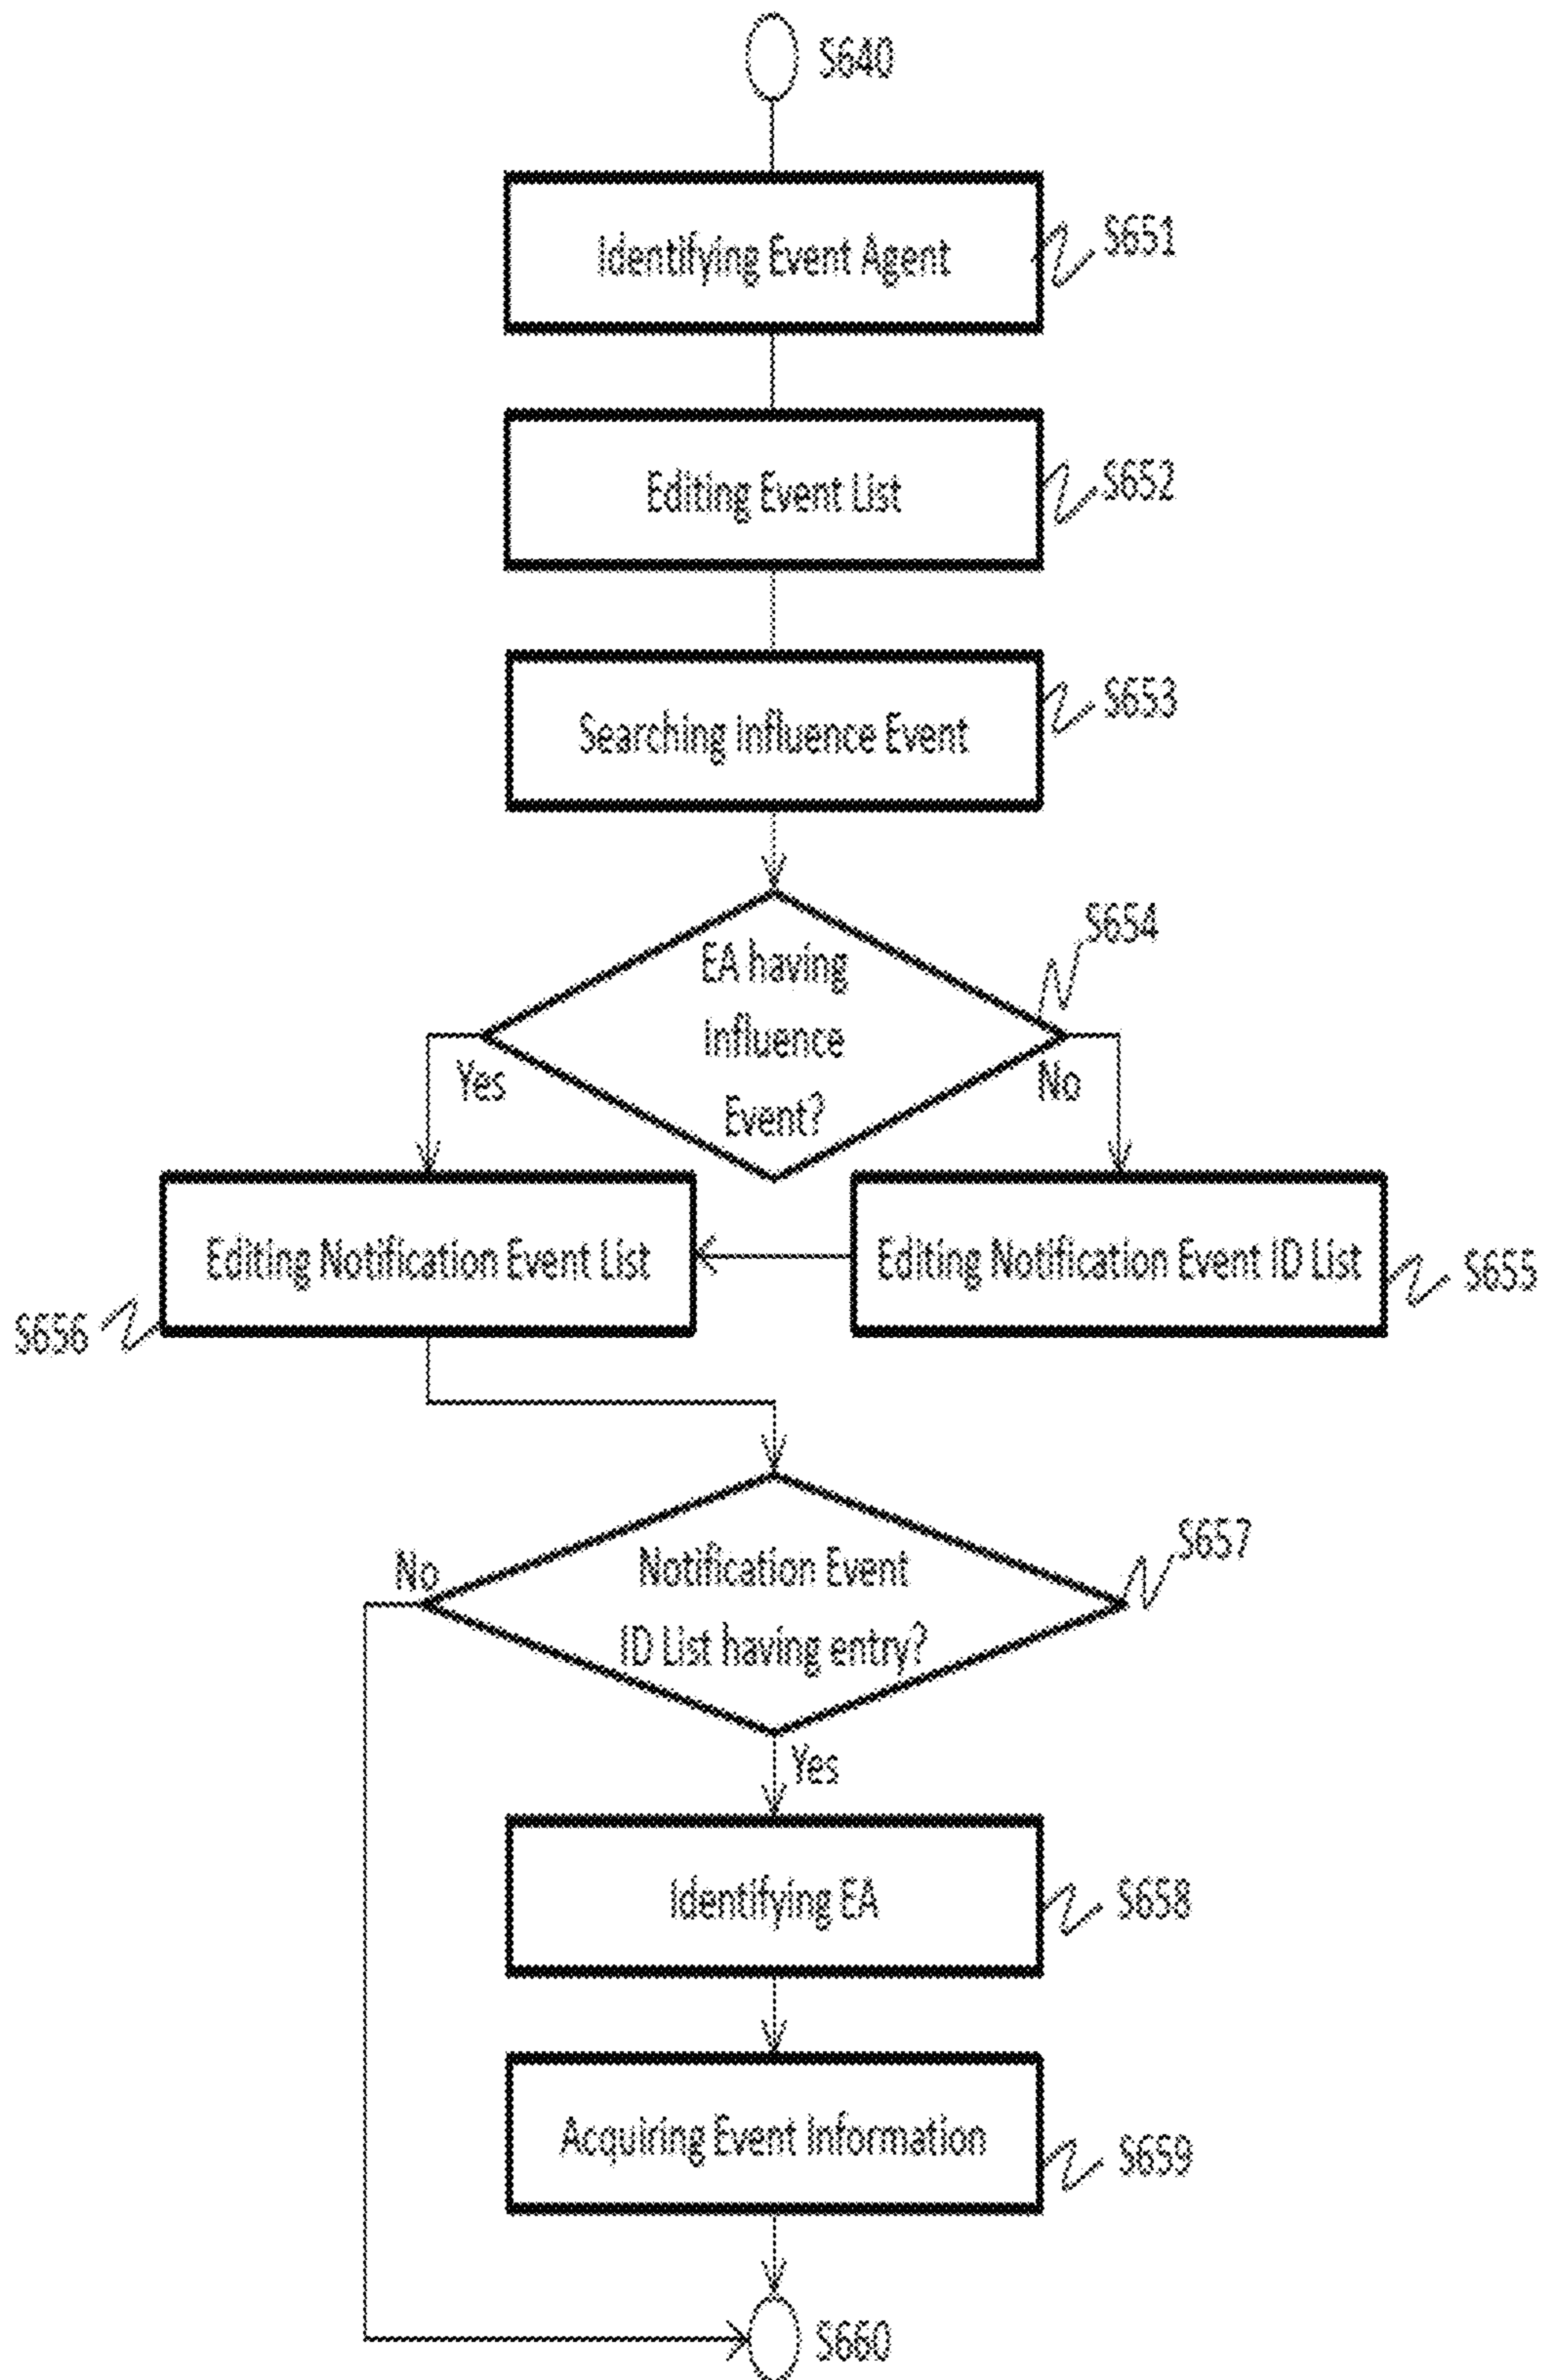 S640
Identifying Event Agent
S651
Editing Event List
S652
Searching Influence Event
S653
EA having
Influence
Event?
S654
Yes
No
Editing Notification Event List
S656
Editing Notification Event ID List
S655
Notification Event
ID List having entry?
S657
No
Yes
Identifying EA
S658
Acquiring Event Information
S659
S660